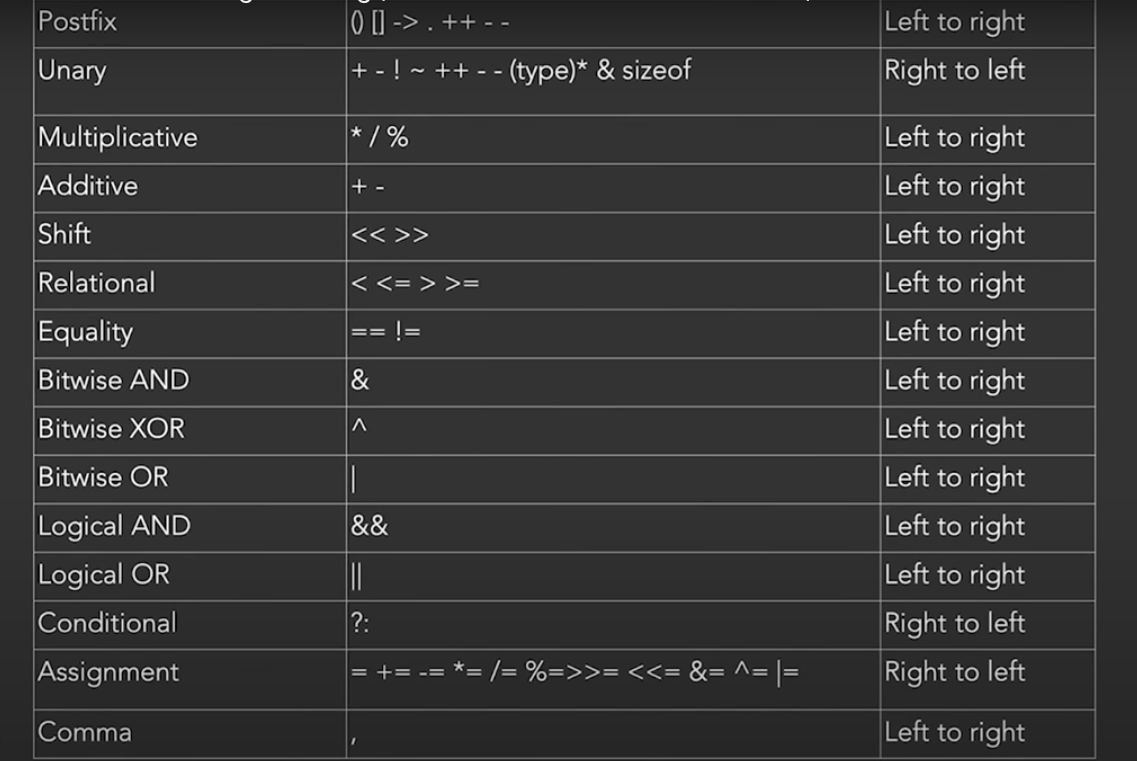 Postfix () [] -> . ++ - - Left to right
Unary + - ! ~ ++ - - (type)* & sizeof Right to left
Multiplicative * / % Left to right
Additive + - Left to right
Shift << >> Left to right
Relational < <= > >= Left to right
Equality == != Left to right
Bitwise AND & Left to right
Bitwise XOR ^ Left to right
Bitwise OR | Left to right
Logical AND && Left to right
Logical OR || Left to right
Conditional ?: Right to left
Assignment = += -= *= /= %=>>= <<= &= ^= |= Right to left
Comma , Left to right